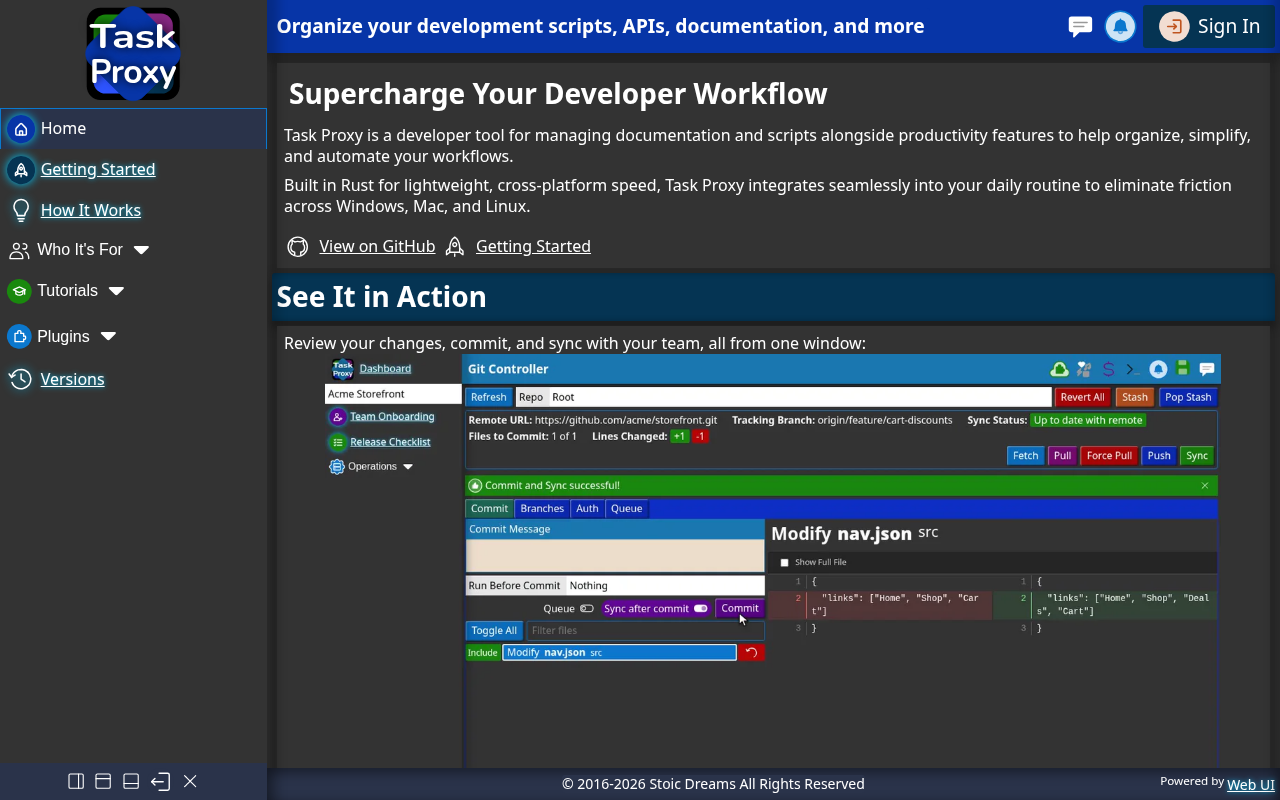 Task
Proxy
Organize your development scripts, APIs, documentation, and more
Sign In
Home
Getting Started
How It Works
Who It's For
Tutorials
Plugins
Versions
Supercharge Your Developer Workflow
Task Proxy is a developer tool for managing documentation and scripts alongside productivity features to help organize, simplify,
and automate your workflows.
Built in Rust for lightweight, cross-platform speed, Task Proxy integrates seamlessly into your daily routine to eliminate friction
across Windows, Mac, and Linux.
View on GitHub
Getting Started
See It in Action
Review your changes, commit, and sync with your team, all from one window:
Task
Proxy
Dashboard
Acme Storefront
Team Onboarding
Release Checklist
Operations
Git Controller
Refresh
Repo
Root
Revert All
Stash
Pop Stash
Remote URL: https://github.com/acme/storefront.git
Tracking Branch: origin/feature/cart-discounts
Sync Status: Up to date with remote
Files to Commit: 1 of 1
Lines Changed: +1 -1
Fetch
Pull
Force Pull
Push
Sync
Commit and Sync successful!
Commit
Branches
Auth
Queue
Commit Message
Run Before Commit
Nothing
Queue
Sync after commit
Commit
Toggle All
Filter files
Include
Modify nav.json src
Modify nav.json src
Show Full File
1 {
2 "links": ["Home", "Shop", "Car
t"]
3 }
1 {
2 "links": ["Home", "Shop", "Deal
s", "Cart"]
3 }
© 2016-2026 Stoic Dreams All Rights Reserved
Powered by Web UI